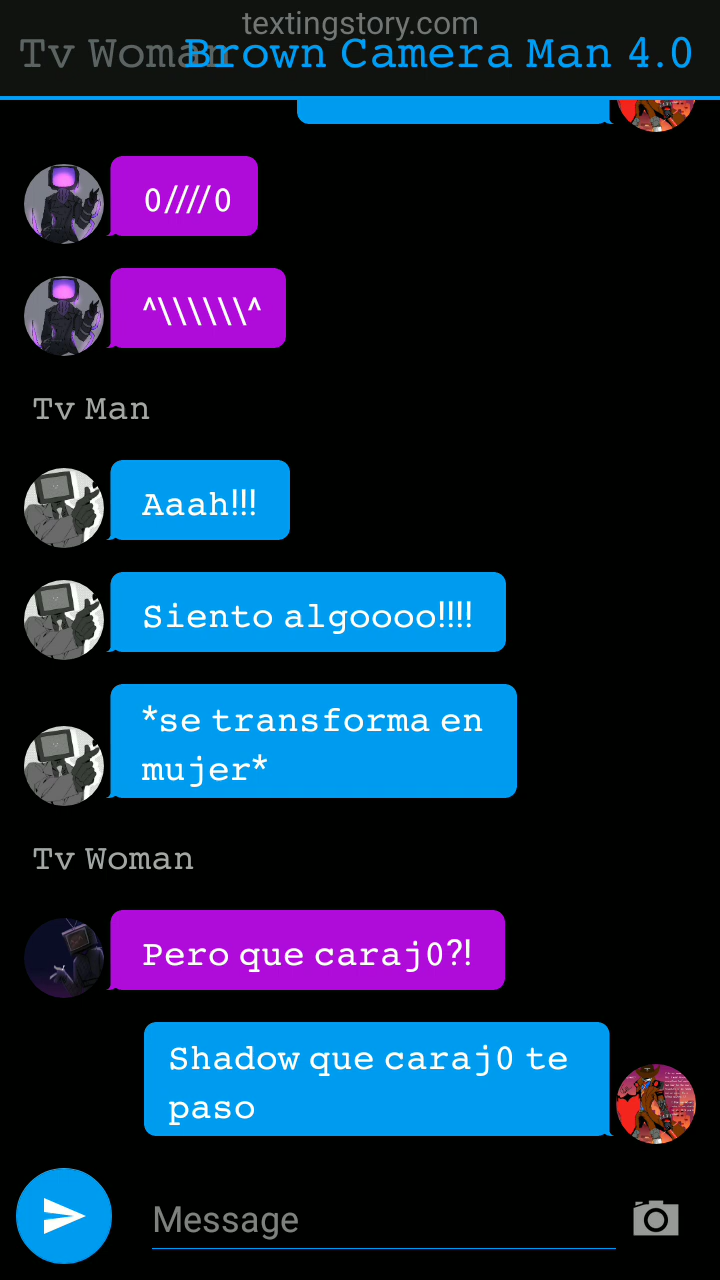 textingstory.com
Tv Woman
Brown Camera Man 4.0
0////0
^\\\\\\^
Tv Man
Aaah!!!
Siento algoooo!!!!
*se transforma en
mujer*
Tv Woman
Pero que caraj0?!
Shadow que caraj0 te
paso
Message